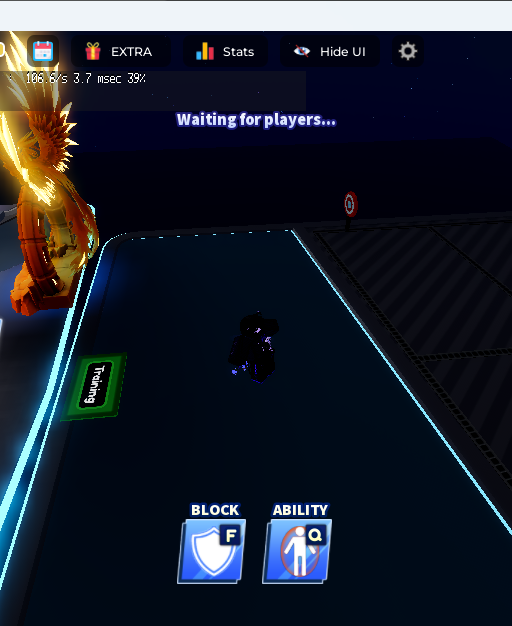 EXTRA
Stats
Hide UI
106.6/s 3.7 msec 39%
Waiting for players...
Training
BLOCK
ABILITY
F
Q